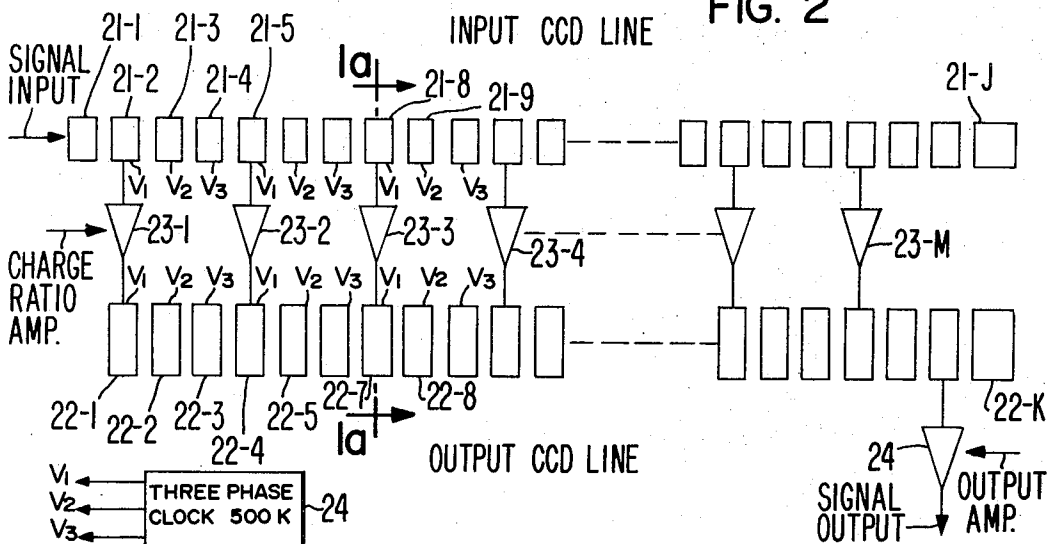 FIG. 2
INPUT CCD LINE
21-1 21-3 21-5
SIGNAL INPUT
21-2 21-4
Ia
21-8 21-9 21-J
V1 V2 V3 V1 V2 V3 V1 V2 V3
23-1 23-2 23-3 23-4 23-M
CHARGE RATIO AMP.
V1 V2 V3 V1 V2 V3 V1 V2 V3
22-1 22-2 22-3 22-4 22-5 22-7 22-8 22-K
Ia
OUTPUT CCD LINE
24
OUTPUT AMP.
SIGNAL OUTPUT
V1
V2
V3
THREE PHASE
CLOCK 500 K
24